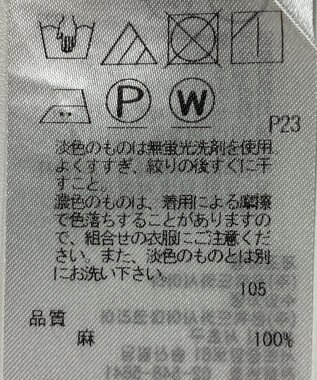 P
W
P23
淡色のものは無蛍光洗剤を使用
よくすすぎ、絞りの後すぐに干
すこと。
濃色のものは、着用による摩擦
で色落ちすることがありますの
で、組合せの衣服にご注意くだ
さい。また、淡色のものとは別
にお洗い下さい。
105
品質
麻 100%